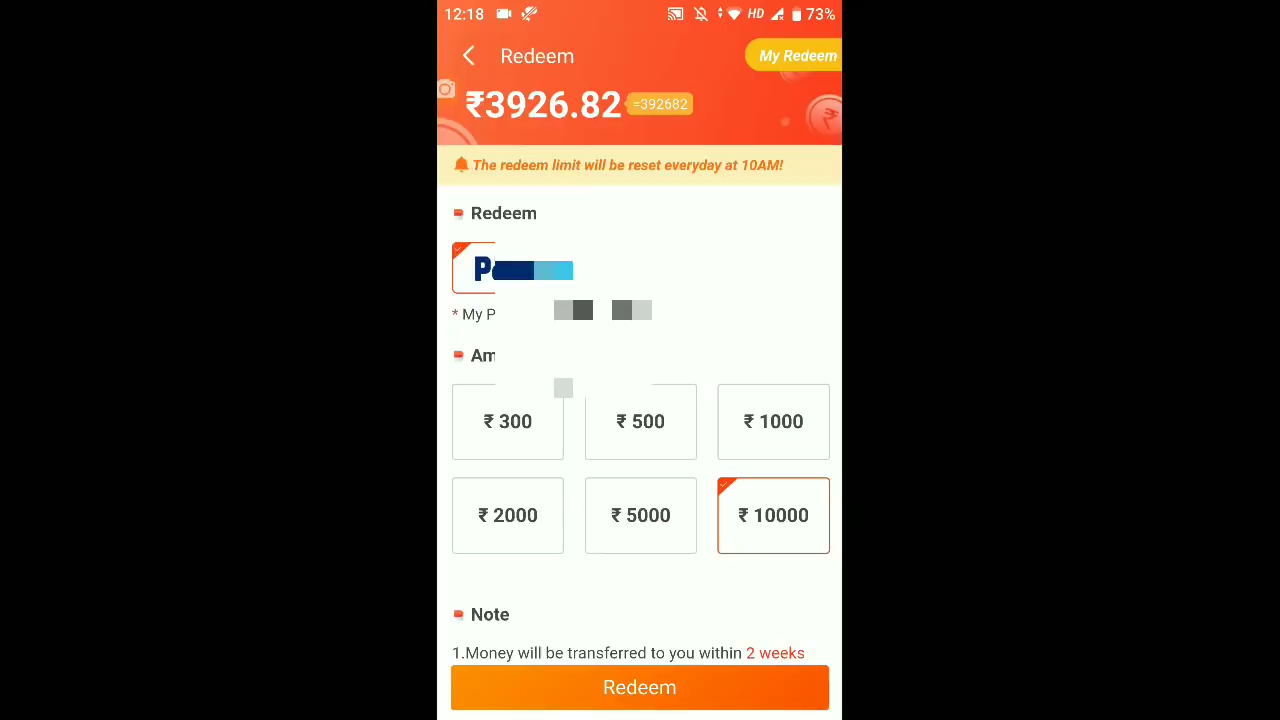 12:18 HD 73%
Redeem My Redeem
₹3926.82 =392682
The redeem limit will be reset everyday at 10AM!
Redeem
* My P
Am
₹ 300 ₹ 500 ₹ 1000
₹ 2000 ₹ 5000 ₹ 10000
Note
1.Money will be transferred to you within 2 weeks
Redeem